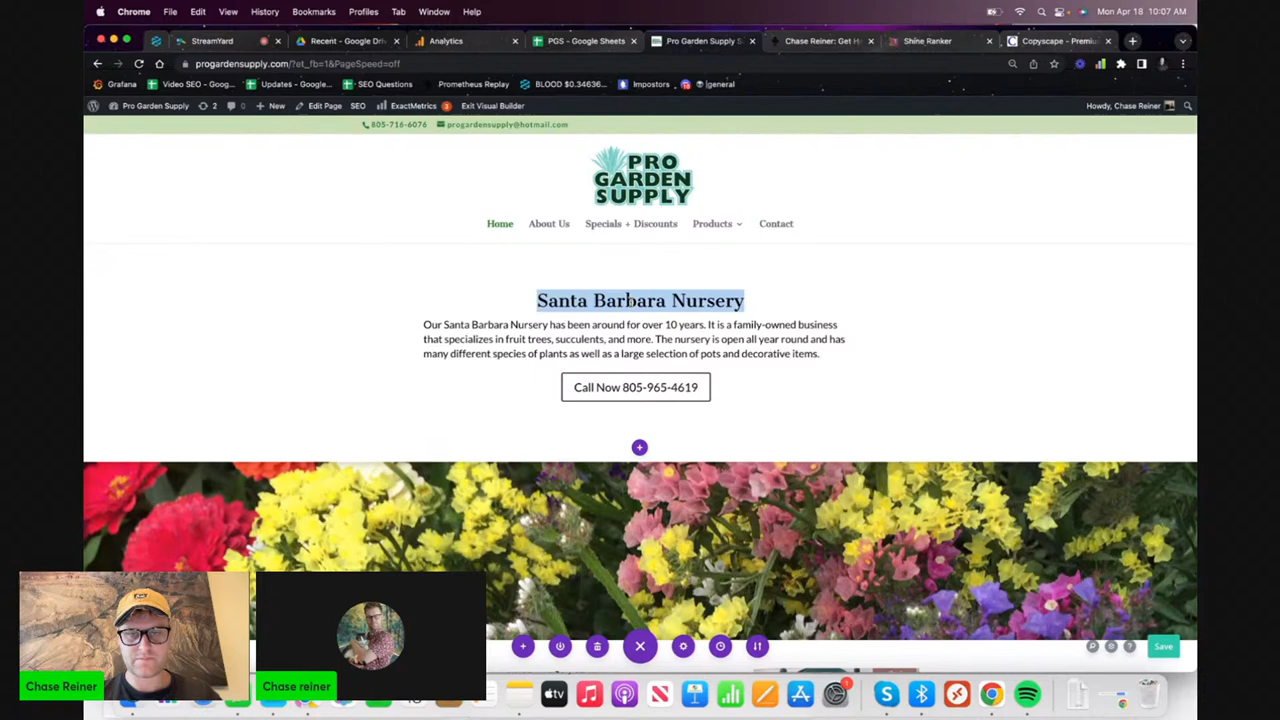 Chrome File Edit View History Bookmarks Profiles Tab Window Help Mon Apr 18 10:07 AM
StreamYard Recent - Google Driv Analytics PGS - Google Sheets Pro Garden Supply S Chase Reiner: Get H Shine Ranker Copyscape - Premiu
progardensupply.com/?et_fb=1&PageSpeed=off
Grafana Video SEO - Goog... Updates - Google... SEO Questions Prometheus Replay BLOOD $0.34636... Impostors |general
Pro Garden Supply 2 0 New Edit Page SEO ExactMetrics 3 Exit Visual Builder Howdy, Chase Reiner
805-716-6076 progardensupply@hotmail.com
PRO
GARDEN
SUPPLY
Home About Us Specials + Discounts Products Contact
Santa Barbara Nursery
Our Santa Barbara Nursery has been around for over 10 years. It is a family-owned business
that specializes in fruit trees, succulents, and more. The nursery is open all year round and has
many different species of plants as well as a large selection of pots and decorative items.
Call Now 805-965-4619
Save
Chase Reiner Chase reiner
tv
1